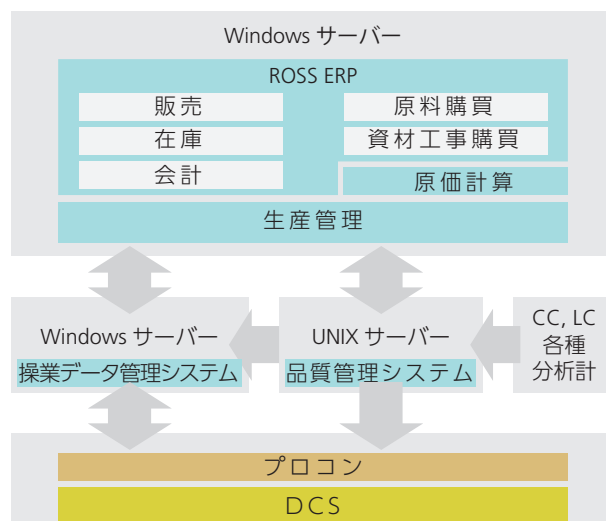 Windows サーバー
ROSS ERP
販売
原料購買
在庫
資材工事購買
会計
原価計算
生産管理
Windows サーバー
操業データ管理システム
UNIX サーバー
品質管理システム
CC, LC
各種
分析計
プロコン
DCS